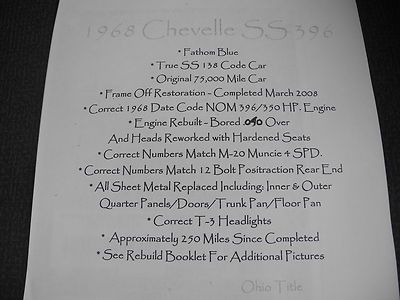 1968 Chevelle SS-396
* Fathom Blue
* True SS 138 Code Car
* Original 75,000 Mile Car
* Frame Off Restoration - Completed March 2008
* Correct 1968 Date Code NOM 396/350 HP. Engine
* Engine Rebuilt - Bored .040 Over
And Heads Reworked with Hardened Seats
* Correct Numbers Match M-20 Muncie 4 SPD.
* Correct Numbers Match 12 Bolt Positraction Rear End
* All Sheet Metal Replaced Including: Inner & Outer
Quarter Panels/Doors/Trunk Pan/Floor Pan
* Correct T-3 Headlights
* Approximately 250 Miles Since Completed
* See Rebuild Booklet For Additional Pictures
Ohio Title